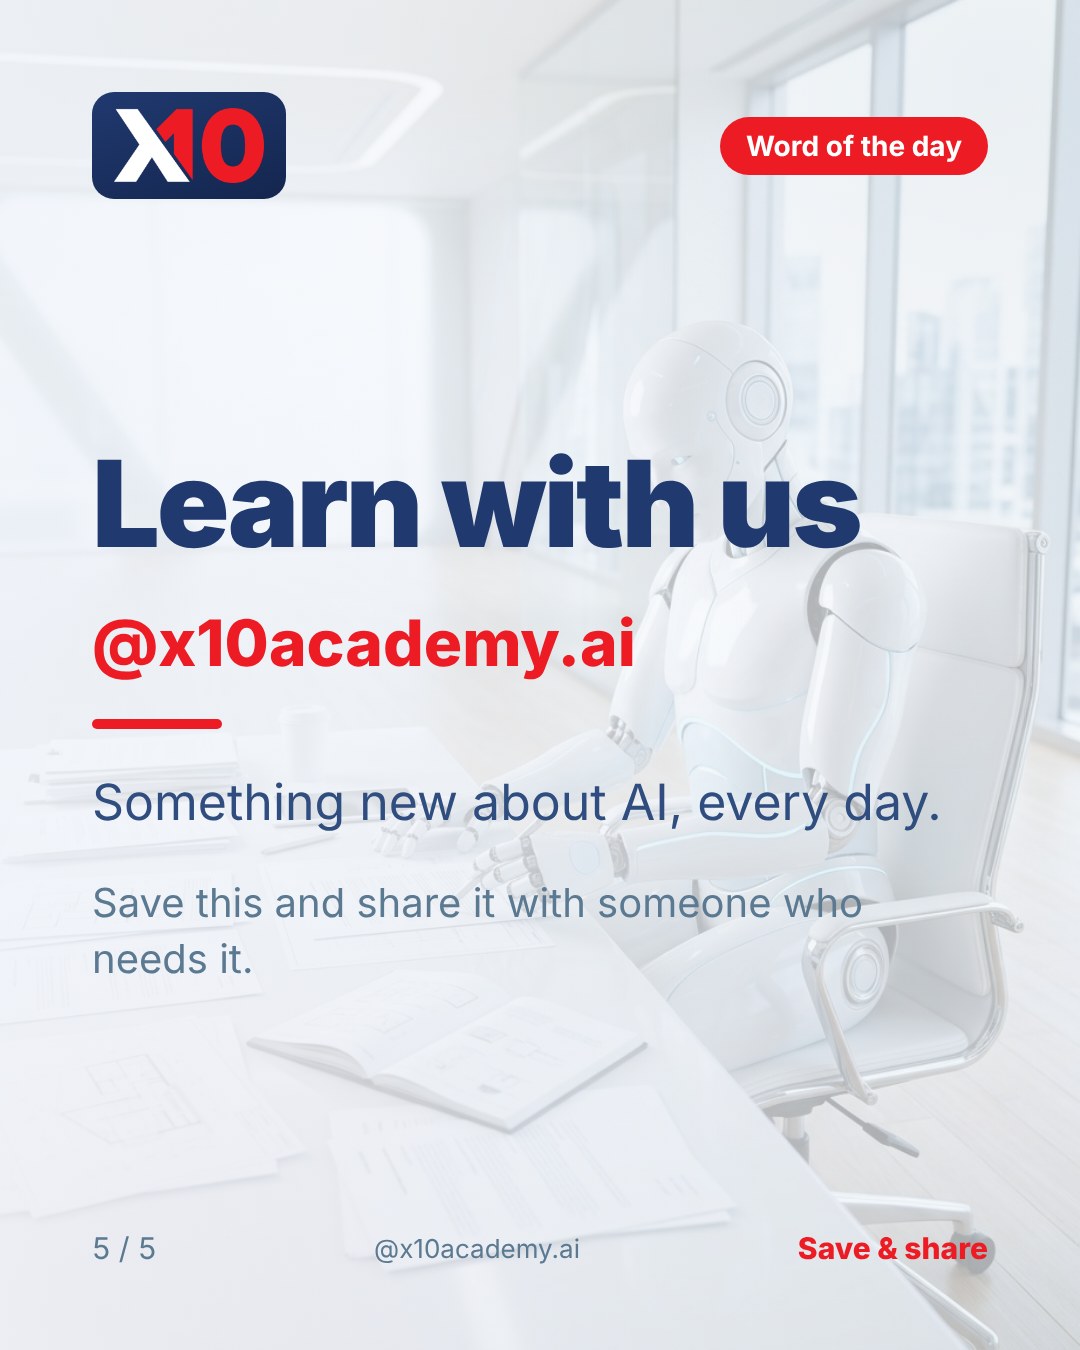 X10
Word of the day
Learn with us
@x10academy.ai
Something new about AI, every day.
Save this and share it with someone who
needs it.
5 / 5
@x10academy.ai
Save & share